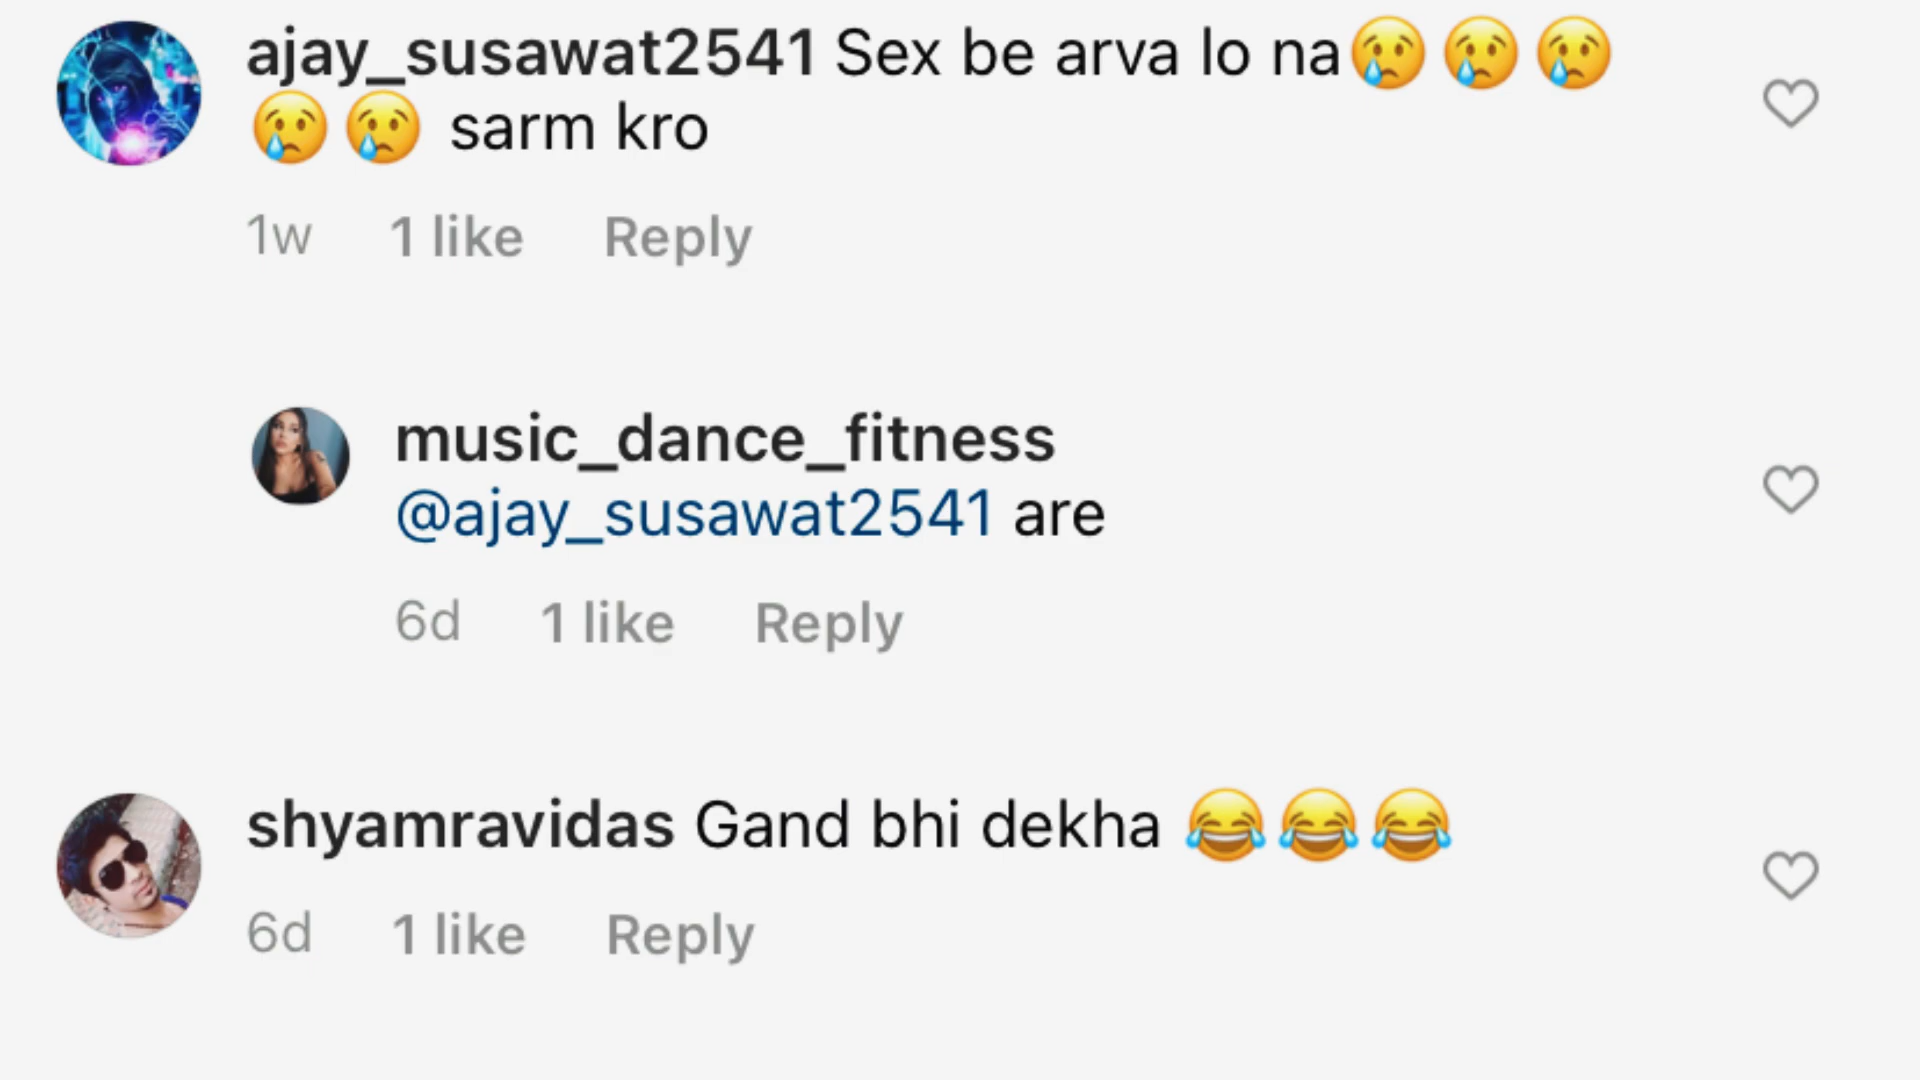 ajay_susawat2541 Sex be arva lo na😢😢😢
😢😢 sarm kro
1w 1 like Reply
music_dance_fitness
@ajay_susawat2541 are
6d 1 like Reply
shyamravidas Gand bhi dekha 😂😂😂
6d 1 like Reply